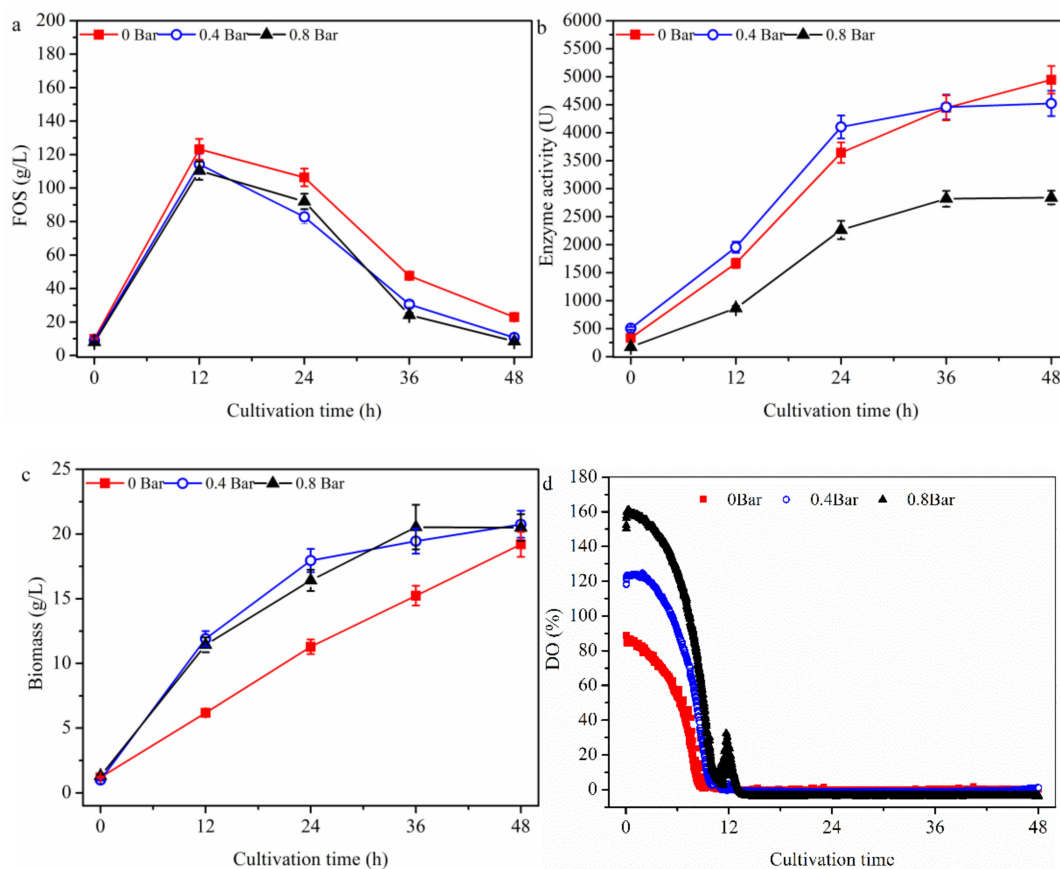 a
0 Bar 0.4 Bar 0.8 Bar
200
180
160
140
120
100
80
60
40
20
0
FOS (g/L)
0 12 24 36 48
Cultivation time (h)
b
0 Bar 0.4 Bar 0.8 Bar
6000
5500
5000
4500
4000
3500
3000
2500
2000
1500
1000
500
0
Enzyme activity (U)
0 12 24 36 48
Cultivation time (h)
c
0 Bar 0.4 Bar 0.8 Bar
25
20
15
10
5
0
Biomass (g/L)
0 12 24 36 48
Cultivation time (h)
d
0Bar 0.4Bar 0.8Bar
180
160
140
120
100
80
60
40
20
0
DO (%)
0 12 24 36 48
Cultivation time